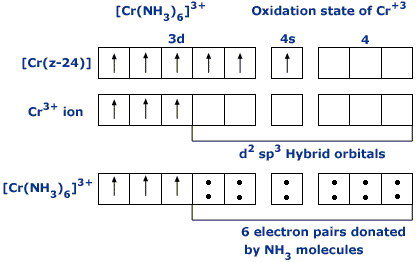 [Cr(NH3)6]3+ Oxidation state of Cr+3
3d 4s 4
[Cr(z-24)]
Cr3+ ion
d2 sp3 Hybrid orbitals
[Cr(NH3)6]3+
6 electron pairs donated
by NH3 molecules